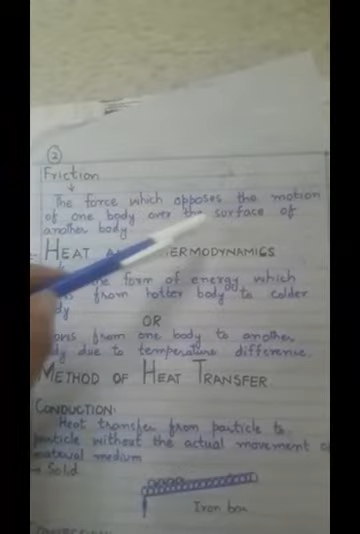 2
Friction
↓
The force which opposes the motion
of one body over the surface of
another body
HEAT THERMODYNAMICS
the form of energy which
from hotter body to colder
OR
from one body to another
due to temperature difference.
METHOD OF HEAT TRANSFER
CONDUCTION:
Heat transfer from particle to
particle without the actual movement of
material medium
→ Solid
Iron bar